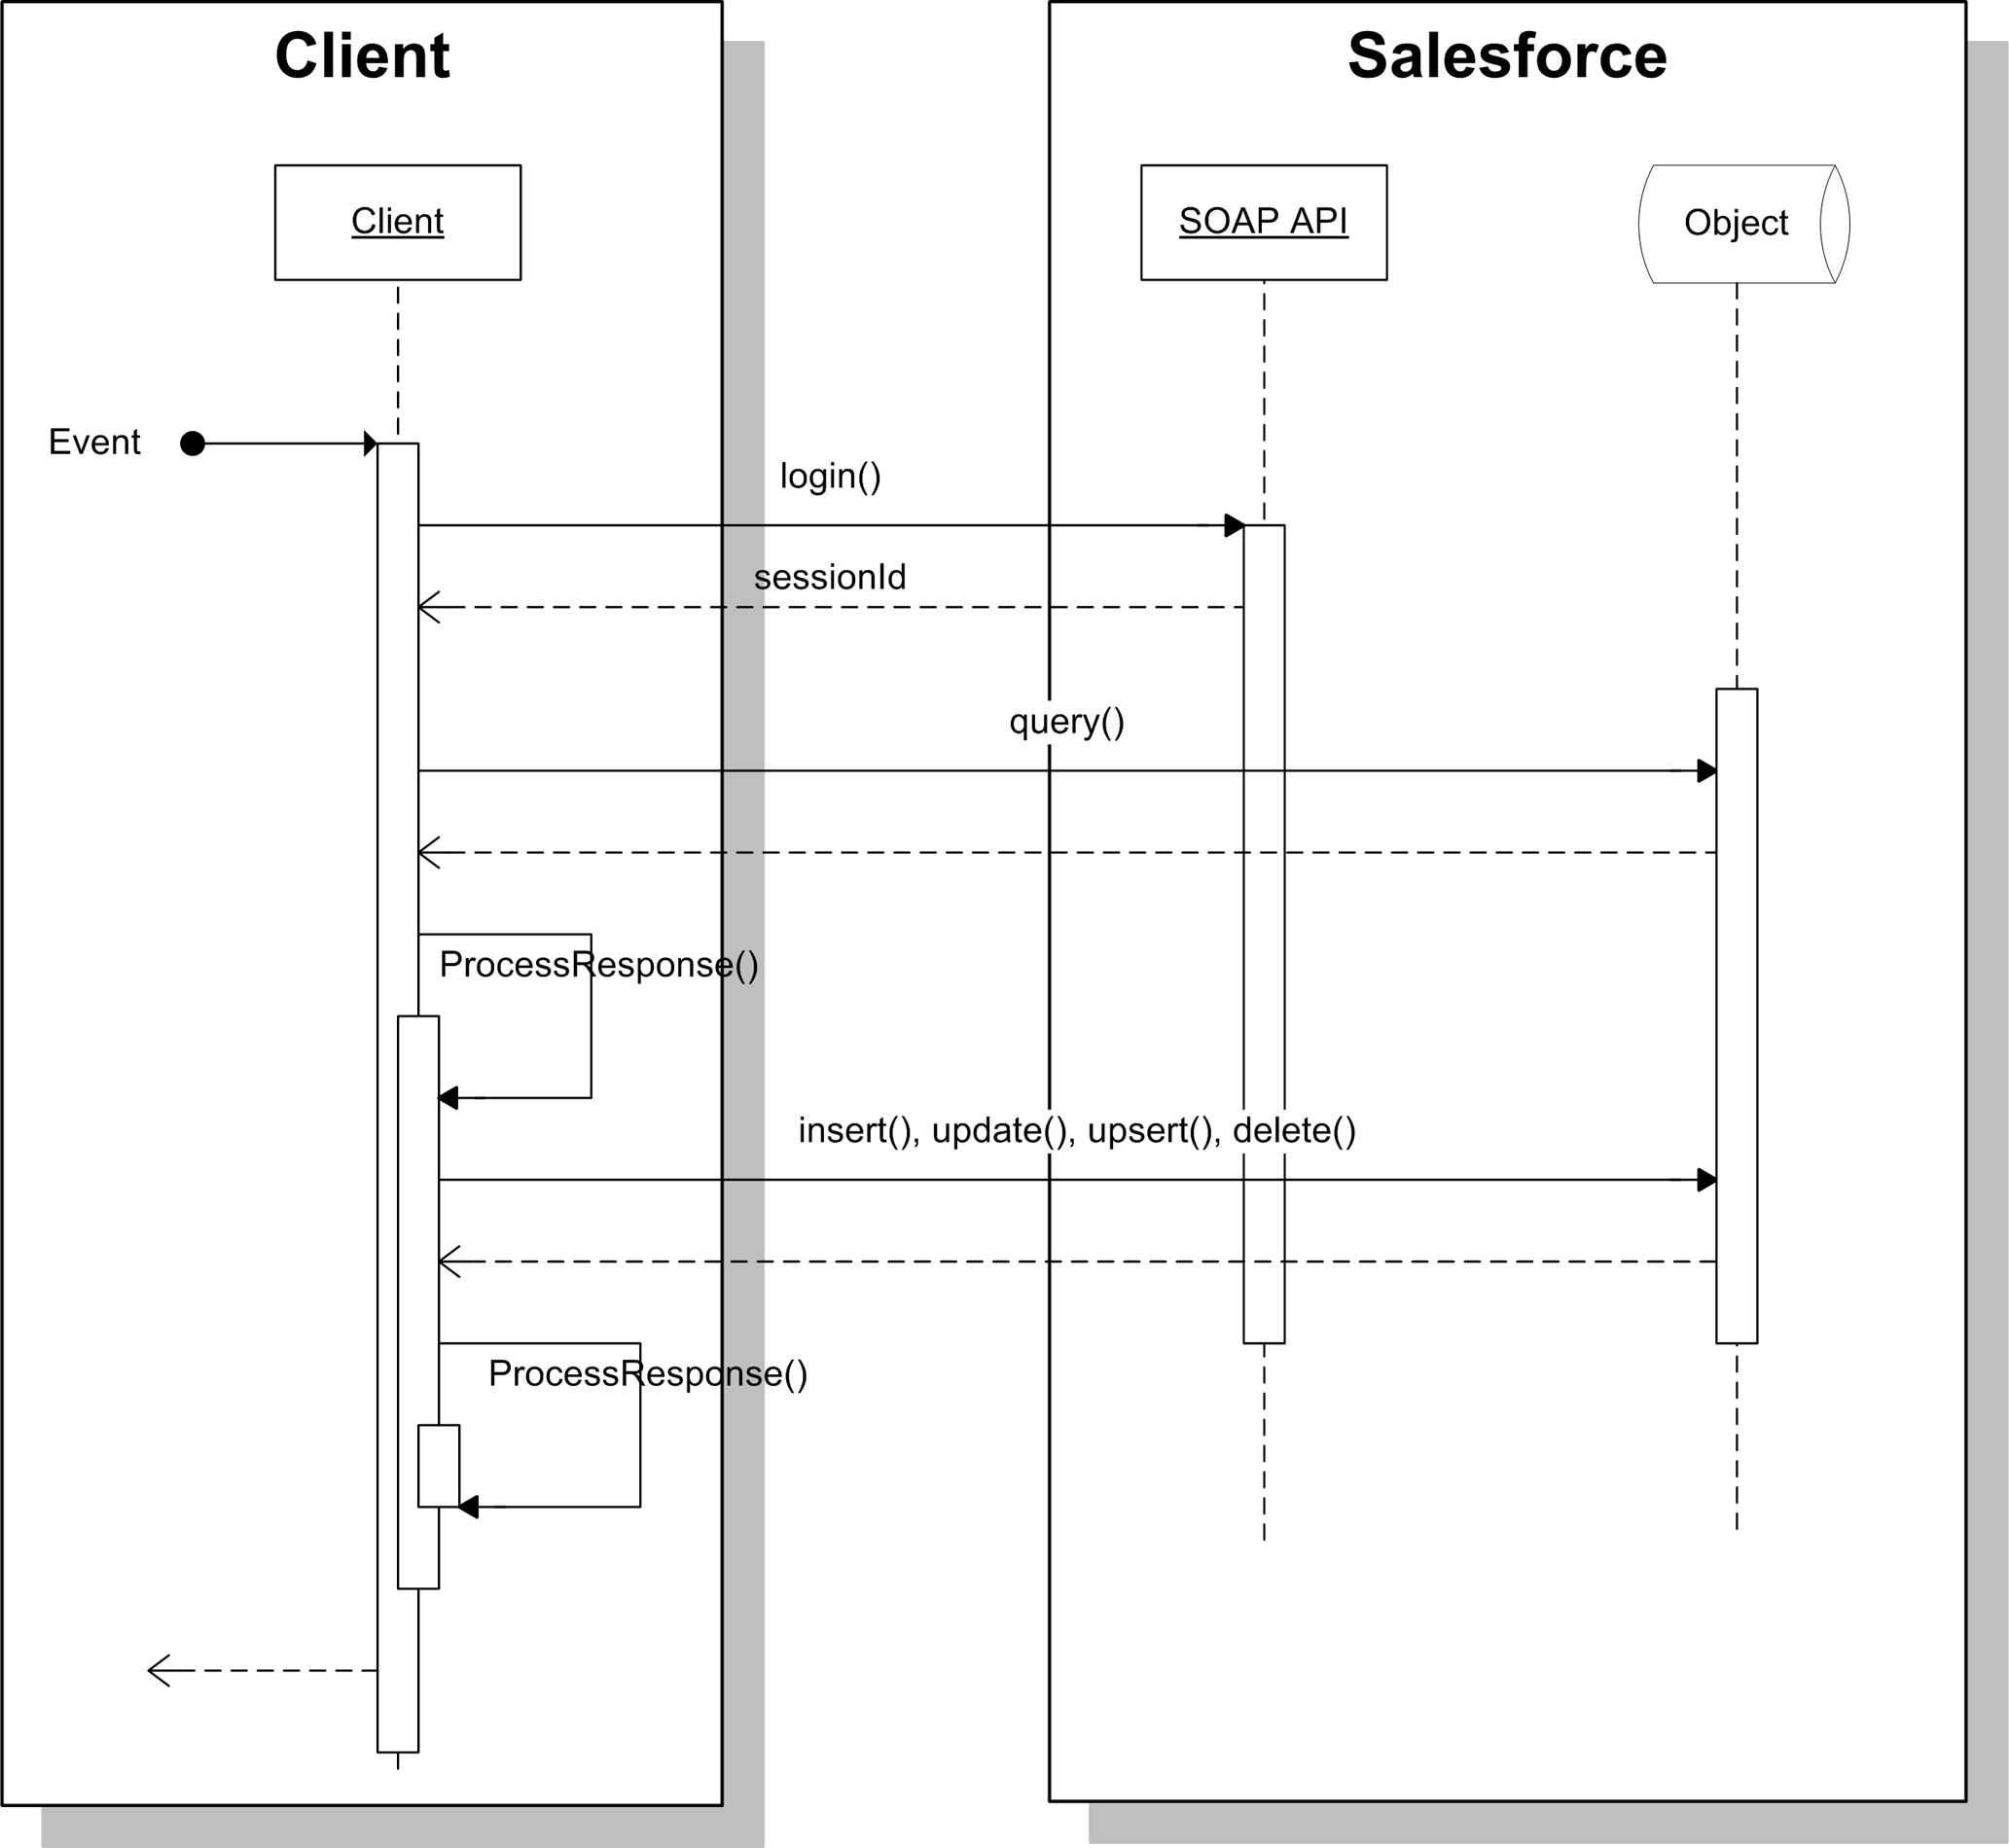 Client
Salesforce
Client
SOAP API
Object
Event
login()
sessionId
query()
ProcessResponse()
insert(), update(), upsert(), delete()
ProcessResponse()